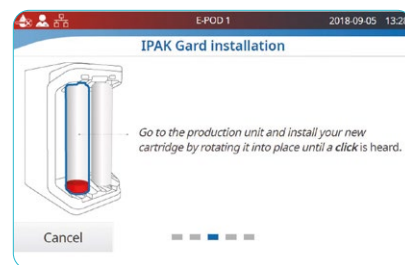 E-POD 1 2018-09-05 13:28
IPAK Gard installation
Go to the production unit and install your new
cartridge by rotating it into place until a click is heard.
Cancel